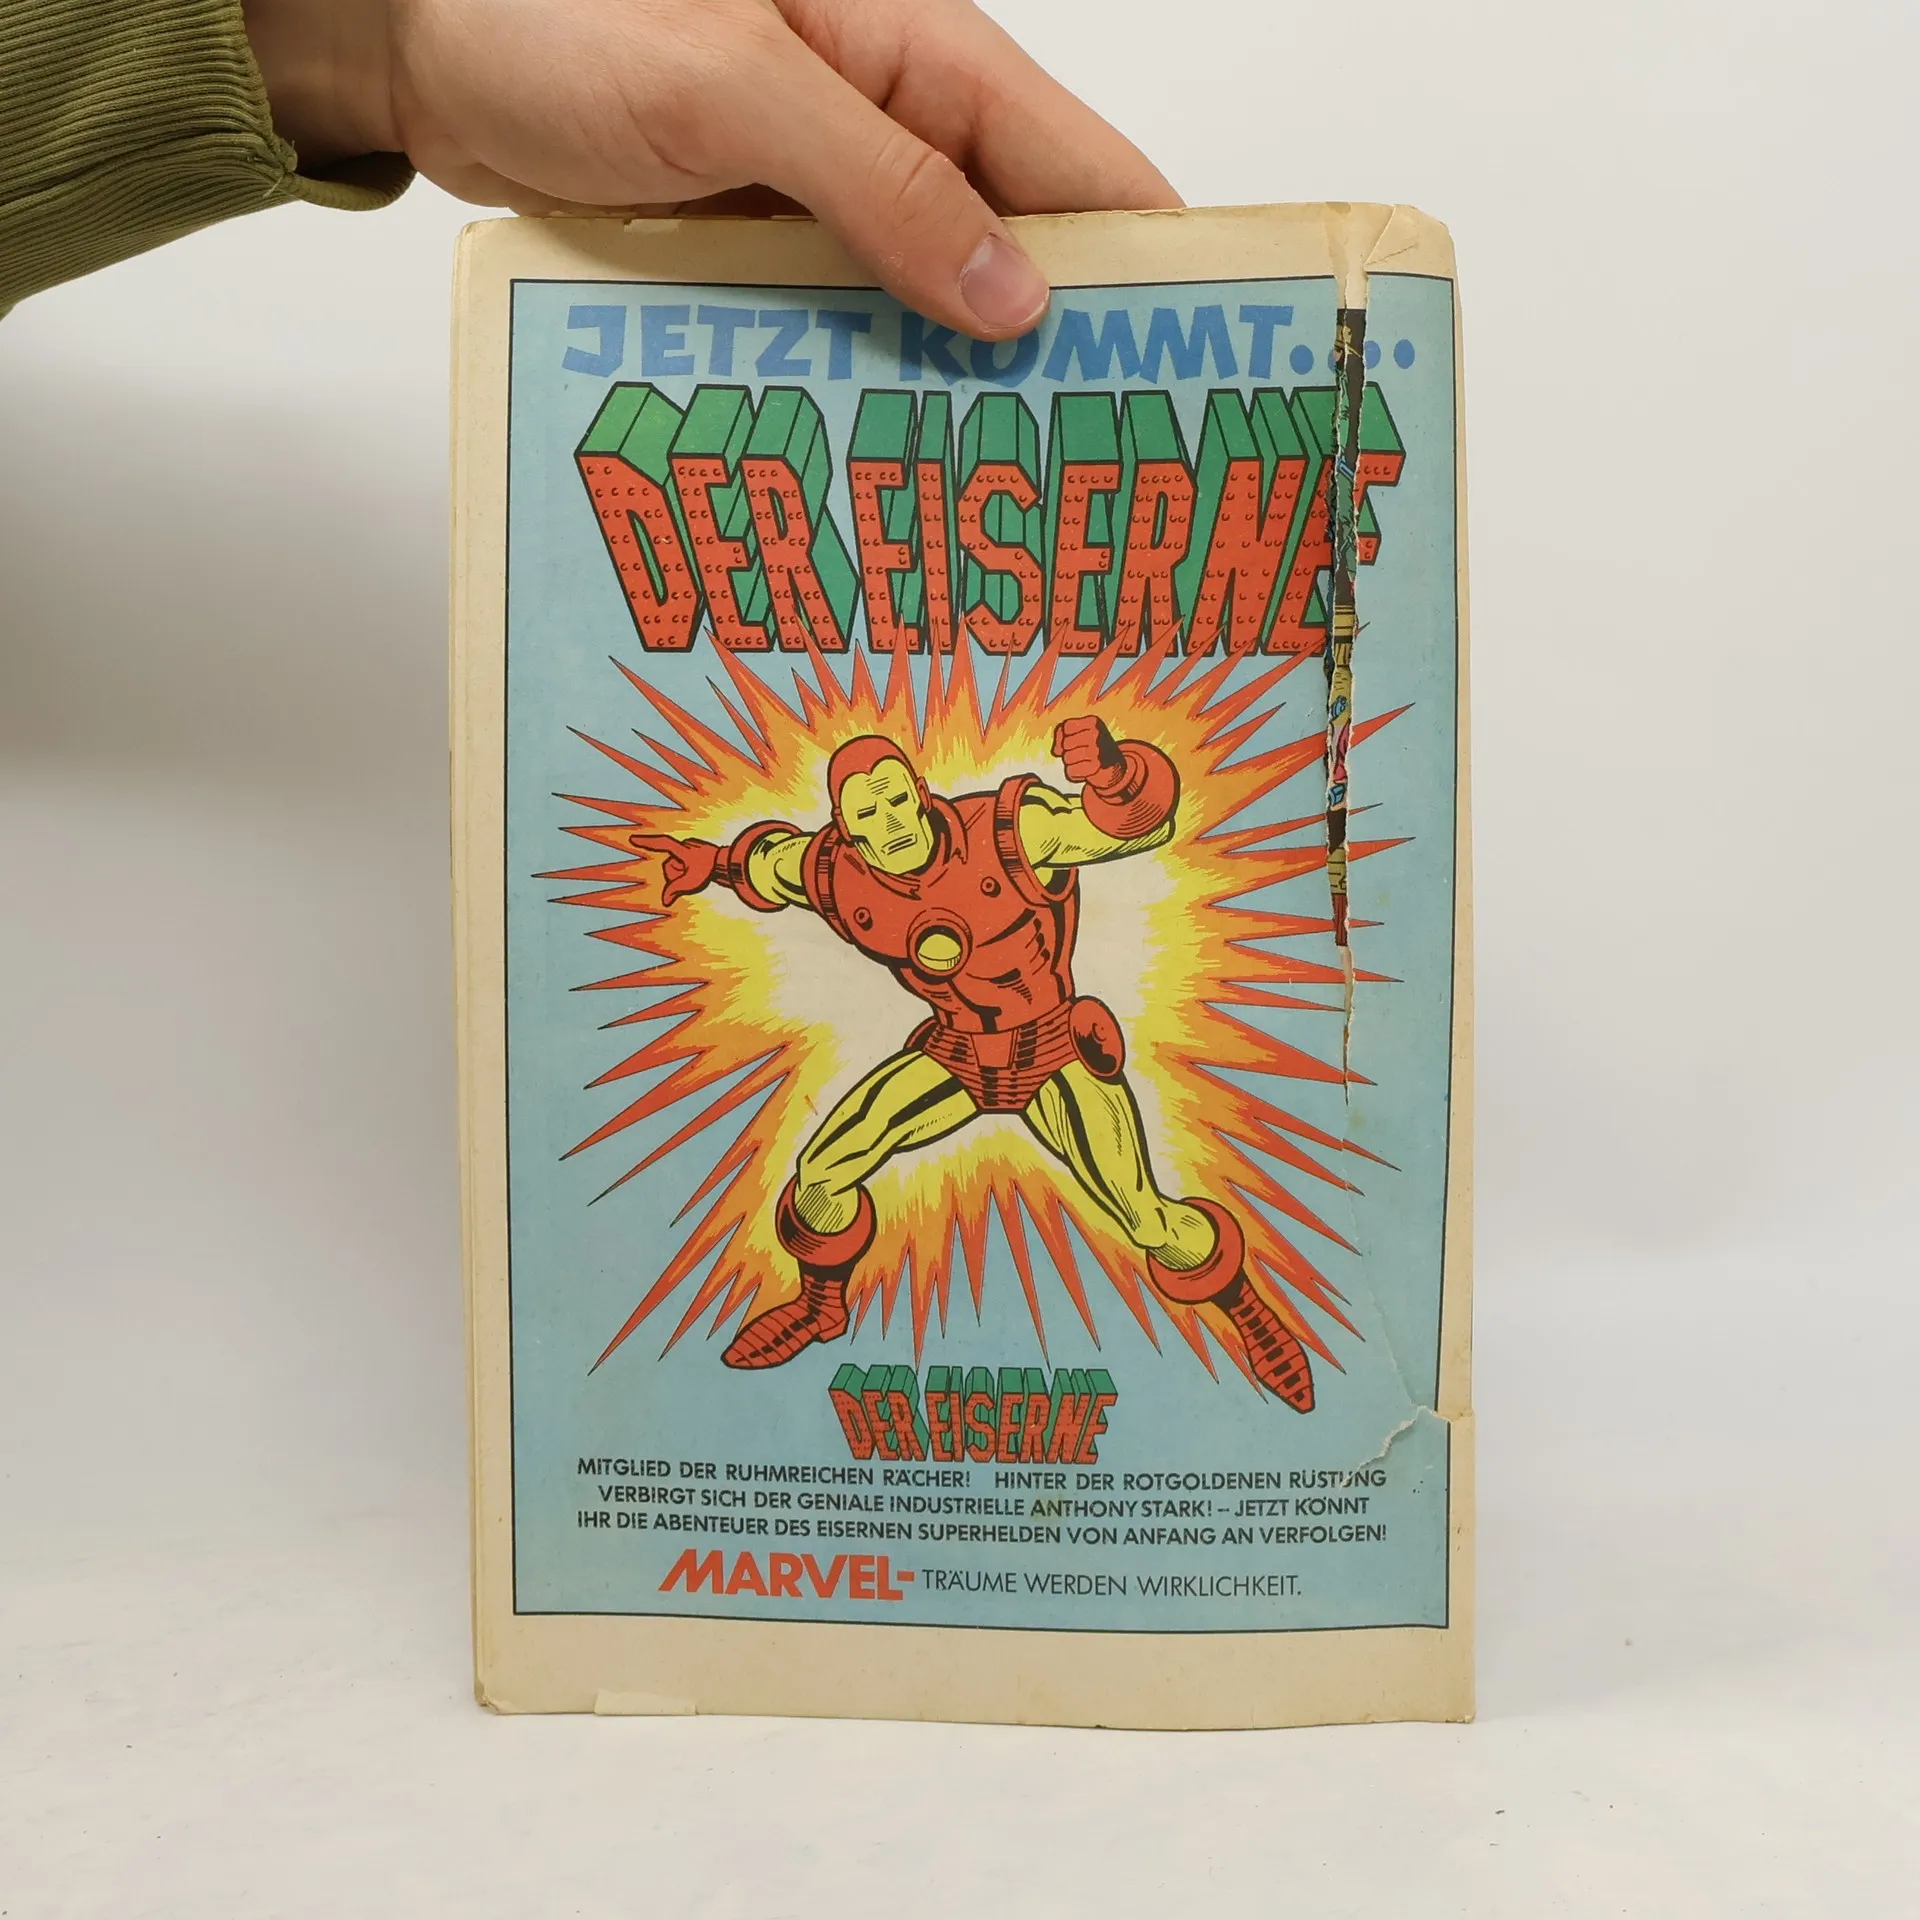 JETZT KOMMT....
DER EISERNE
DER EISERNE
MITGLIED DER RUHMREICHEN RÄCHER! HINTER DER ROTGOLDENEN RÜSTUNG
VERBIRGT SICH DER GENIALE INDUSTRIELLE ANTHONY STARK! – JETZT KÖNNT
IHR DIE ABENTEUER DES EISERNEN SUPERHELDEN VON ANFANG AN VERFOLGEN!
MARVEL- TRÄUME WERDEN WIRKLICHKEIT.